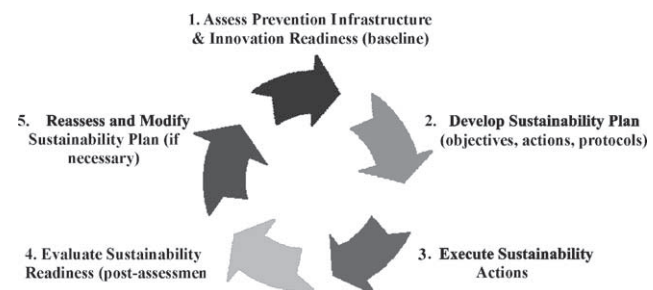 1. Assess Prevention Infrastructure
& Innovation Readiness (baseline)
2. Develop Sustainability Plan
(objectives, actions, protocols)
3. Execute Sustainability
Actions
4. Evaluate Sustainability
Readiness (post-assessmen
5. Reassess and Modify
Sustainability Plan (if
necessary)